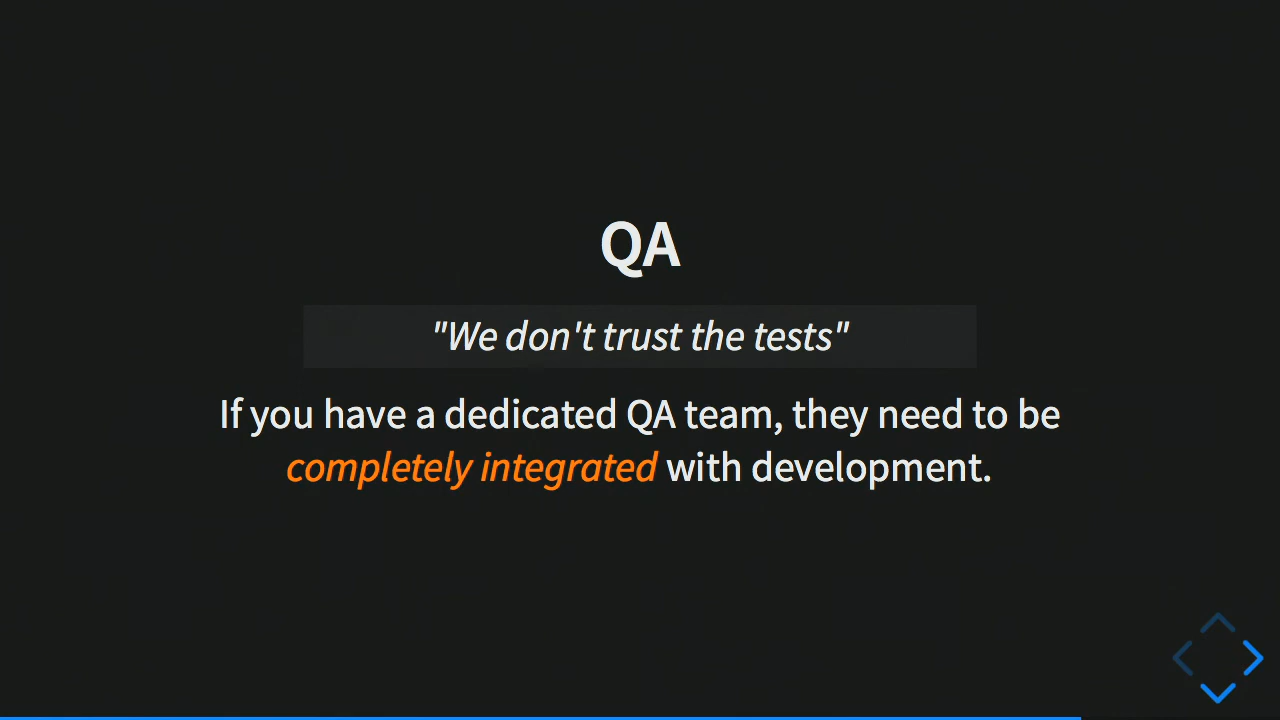 QA
"We don't trust the tests"
If you have a dedicated QA team, they need to be
completely integrated with development.